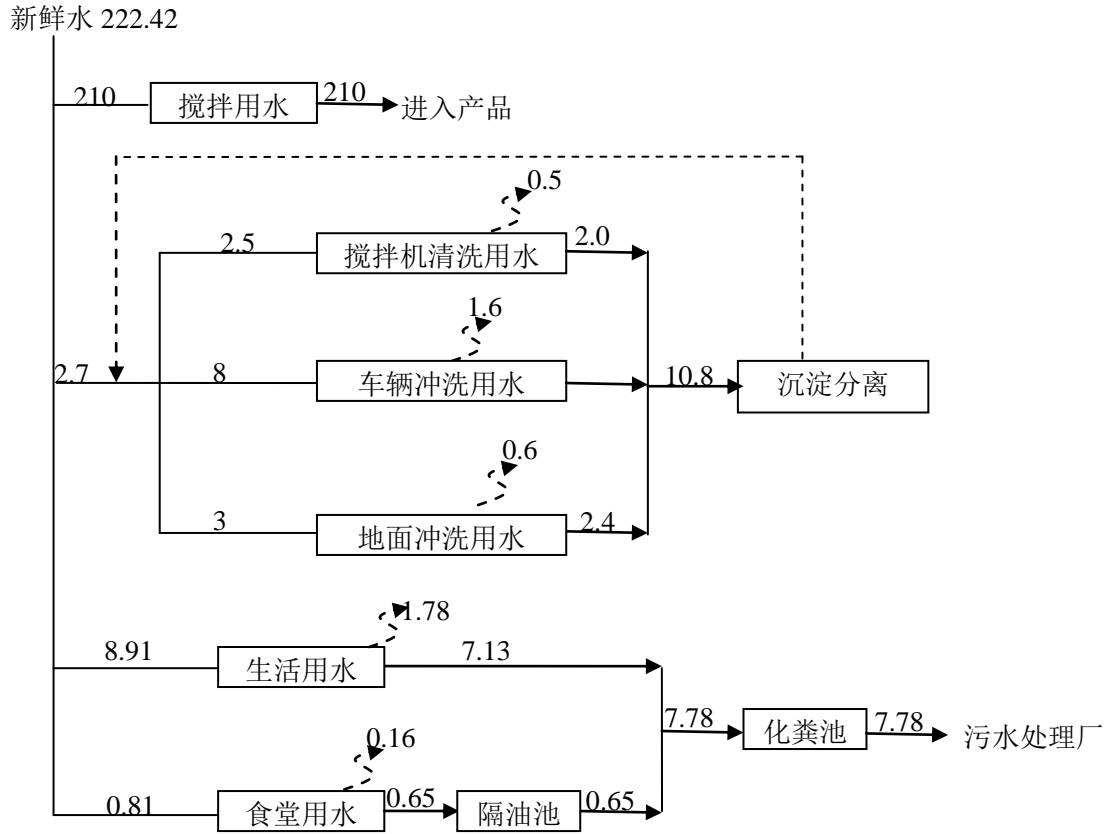 新鲜水 222.42
210
搅拌用水
210
进入产品
0.5
2.5
搅拌机清洗用水
2.0
1.6
2.7
8
车辆冲洗用水
10.8
沉淀分离
0.6
3
地面冲洗用水
2.4
1.78
8.91
生活用水
7.13
7.78
化粪池
7.78
污水处理厂
0.16
0.81
食堂用水
0.65
隔油池
0.65